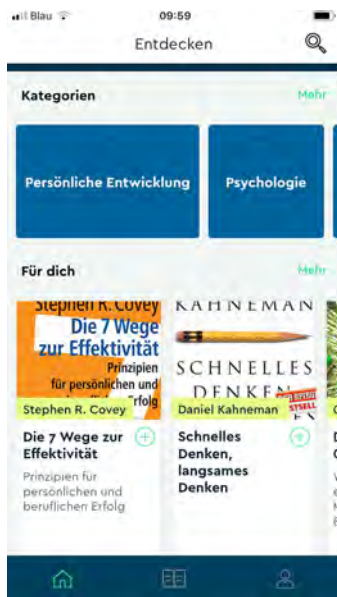 Blau
09:59
Entdecken
Kategorien
Mehr
Persönliche Entwicklung
Psychologie
Für dich
Mehr
Stephen R. Covey
Die 7 Wege
zur Effektivität
Prinzipien
für persönlichen und
Erfolg
Stephen R. Covey
Die 7 Wege zur
Effektivität
Prinzipien für
persönlichen und
beruflichen Erfolg
KAHNEMAN
SCHNELLES
DENKEN
Daniel Kahneman
Schnelles
Denken,
langsames
Denken